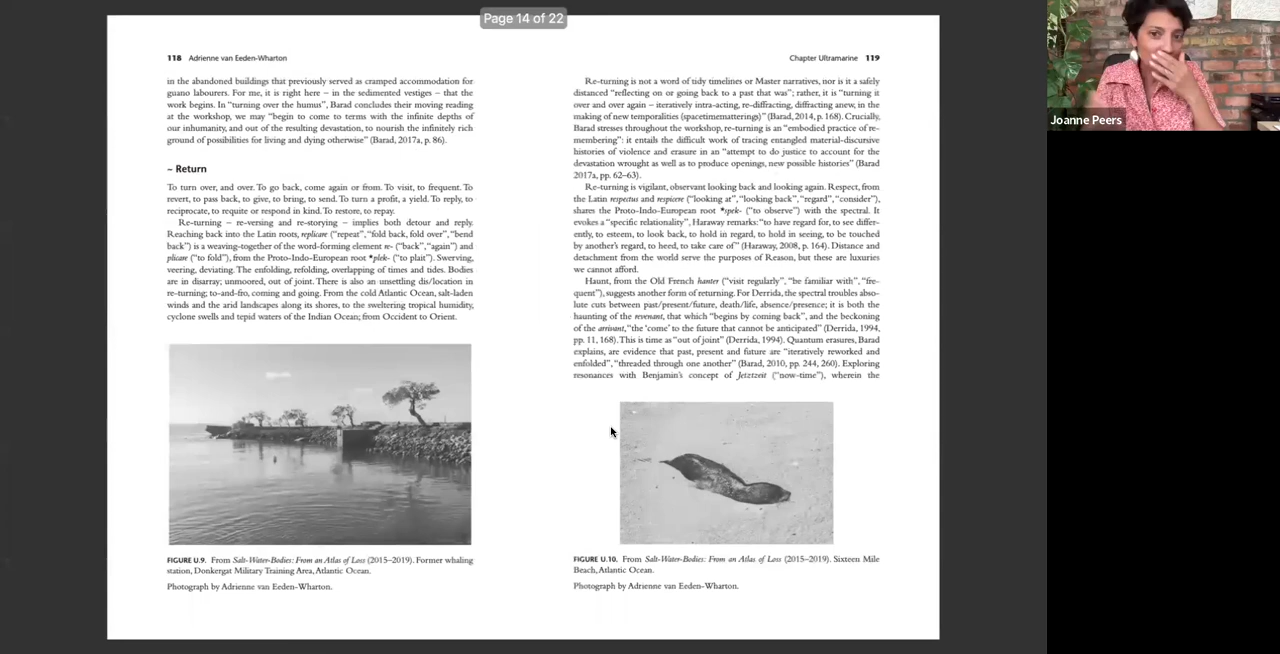 Page 14 of 22
118 Adrienne van Eeden-Wharton
in the abandoned buildings that previously served as cramped accommodation for
guano labourers. For me, it is right here – in the sedimented vestiges – that the
work begins. In “turning over the humus”, Barad concludes their moving reading
at the workshop, we may “begin to come to terms with the infinite depths of
our inhumanity, and out of the resulting devastation, to nourish the infinitely rich
ground of possibilities for living and dying otherwise” (Barad, 2017a, p. 86).
~ Return
To turn over, and over. To go back, come again or from. To visit, to frequent. To
revert, to pass back, to give, to bring, to send. To turn a profit, a yield. To reply, to
reciprocate, to requite or respond in kind. To restore, to repay.
Re-turning – re-versing and re-storying – implies both detour and reply.
Reaching back into the Latin roots, replicare (“repeat”, “fold back, fold over”, “bend
back”) is a weaving-together of the word-forming element re- (“back”, “again”) and
plicare (“to fold”), from the Proto-Indo-European root *plek- (“to plait”). Swerving,
veering, deviating. The enfolding, refolding, overlapping of times and tides. Bodies
are in disarray; unmoored, out of joint. There is also an unsettling dis/location in
re-turning; to-and-fro, coming and going. From the cold Atlantic Ocean, salt-laden
winds and the arid landscapes along its shores, to the sweltering tropical humidity,
cyclone swells and tepid waters of the Indian Ocean; from Occident to Orient.
FIGURE U.9. From Salt-Water-Bodies: From an Atlas of Loss (2015–2019). Former whaling
station, Donkergat Military Training Area, Atlantic Ocean.
Photograph by Adrienne van Eeden-Wharton.
Chapter Ultramarine 119
Re-turning is not a word of tidy timelines or Master narratives, nor is it a safely
distanced “reflecting on or going back to a past that was”; rather, it is “turning it
over and over again – iteratively intra-acting, re-diffracting, diffracting anew, in the
making of new temporalities (spacetimematterings)” (Barad, 2014, p. 168). Crucially,
Barad stresses throughout the workshop, re-turning is an “embodied practice of re-
membering”: it entails the difficult work of tracing entangled material-discursive
histories of violence and erasure in an “attempt to do justice to account for the
devastation wrought as well as to produce openings, new possible histories” (Barad
2017a, pp. 62–63).
Re-turning is vigilant, observant looking back and looking again. Respect, from
the Latin respectus and respicere (“looking at”, “looking back”, “regard”, “consider”),
shares the Proto-Indo-European root *spek- (“to observe”) with the spectral. It
evokes a “specific relationality”, Haraway remarks: “to have regard for, to see differ-
ently, to esteem, to look back, to hold in regard, to hold in seeing, to be touched
by another’s regard, to heed, to take care of” (Haraway, 2008, p. 164). Distance and
detachment from the world serve the purposes of Reason, but these are luxuries
we cannot afford.
Haunt, from the Old French hanter (“visit regularly”, “be familiar with”, “fre-
quent”), suggests another form of returning. For Derrida, the spectral troubles abso-
lute cuts between past/present/future, death/life, absence/presence; it is both the
haunting of the revenant, that which “begins by coming back”, and the beckoning
of the arrivant, “the ‘come’ to the future that cannot be anticipated” (Derrida, 1994,
pp. 11, 168). This is time as “out of joint” (Derrida, 1994). Quantum erasures, Barad
explains, are evidence that past, present and future are “iteratively reworked and
enfolded”, “threaded through one another” (Barad, 2010, pp. 244, 260). Exploring
resonances with Benjamin’s concept of Jetztzeit (“now-time”), wherein the
FIGURE U.10. From Salt-Water-Bodies: From an Atlas of Loss (2015–2019). Sixteen Mile
Beach, Atlantic Ocean.
Photograph by Adrienne van Eeden-Wharton.
Joanne Peers